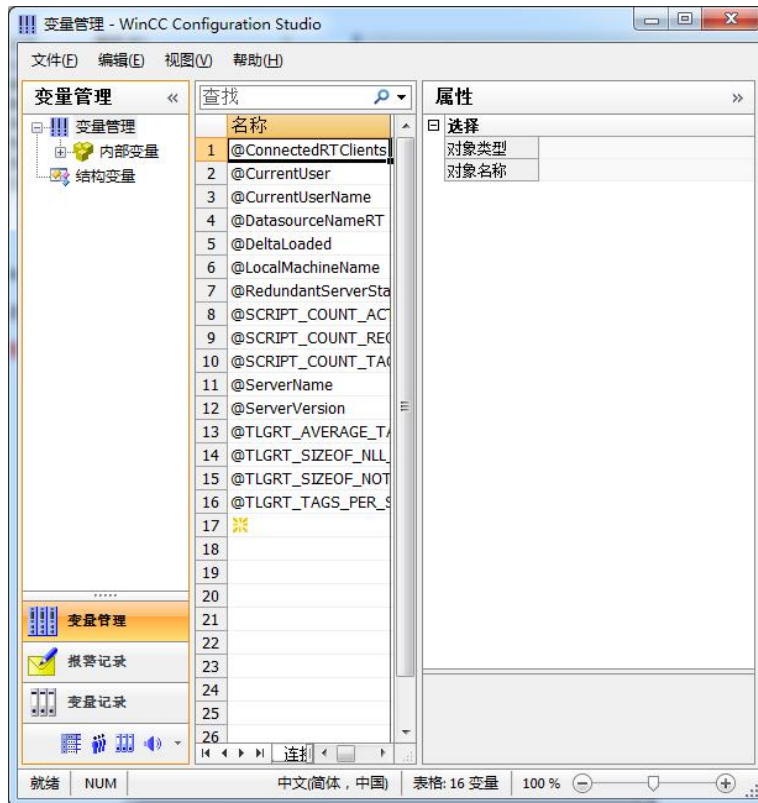 变量管理 - WinCC Configuration Studio
文件(F) 编辑(E) 视图(V) 帮助(H)
变量管理 «
变量管理
内部变量
结构变量
变量管理
报警记录
变量记录
查找
名称
1 @ConnectedRTClients
2 @CurrentUser
3 @CurrentUserName
4 @DatasourceNameRT
5 @DeltaLoaded
6 @LocalMachineName
7 @RedundantServerSta
8 @SCRIPT_COUNT_ACT
9 @SCRIPT_COUNT_REQ
10 @SCRIPT_COUNT_TAG
11 @ServerName
12 @ServerVersion
13 @TLGRT_AVERAGE_TA
14 @TLGRT_SIZEOF_NLL_
15 @TLGRT_SIZEOF_NOT
16 @TLGRT_TAGS_PER_S
17
18
19
20
21
22
23
24
25
26
连接
属性 »
选择
对象类型
对象名称
就绪 NUM 中文(简体，中国) 表格: 16 变量 100 %